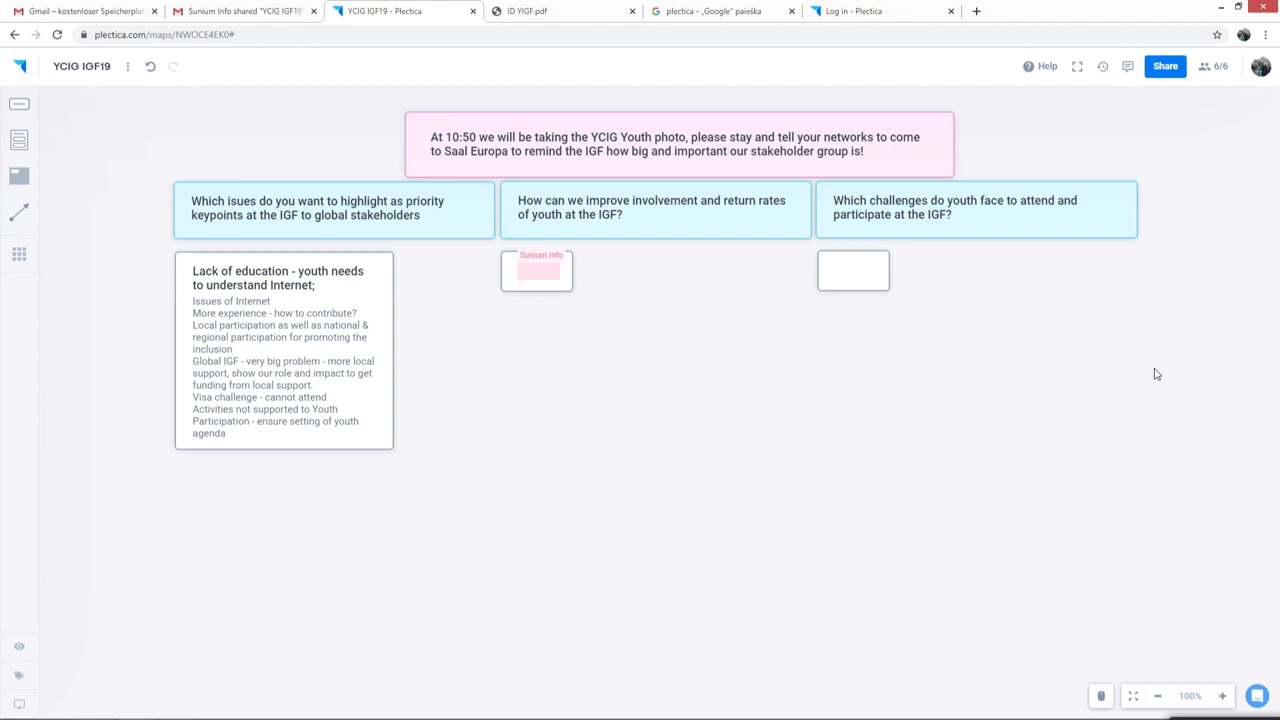 Gmail – kostenloser Speicherplat
Sunium Info shared "YCIG IGF19"
YCIG IGF19 - Plectica
ID YIGF.pdf
plectica - „Google" paieška
Log in - Plectica
plectica.com/maps/NWOCE4EK0#
YCIG IGF19
Help
Share
6/6
At 10:50 we will be taking the YCIG Youth photo, please stay and tell your networks to come
to Saal Europa to remind the IGF how big and important our stakeholder group is!
Which isues do you want to highlight as priority
keypoints at the IGF to global stakeholders
How can we improve involvement and return rates
of youth at the IGF?
Which challenges do youth face to attend and
participate at the IGF?
Lack of education - youth needs
to understand Internet;
Issues of Internet
More experience - how to contribute?
Local participation as well as national &
regional participation for promoting the
inclusion
Global IGF - very big problem - more local
support, show our role and impact to get
funding from local support.
Visa challenge - cannot attend
Activities not supported to Youth
Participation - ensure setting of youth
agenda
Sunium Info
100%